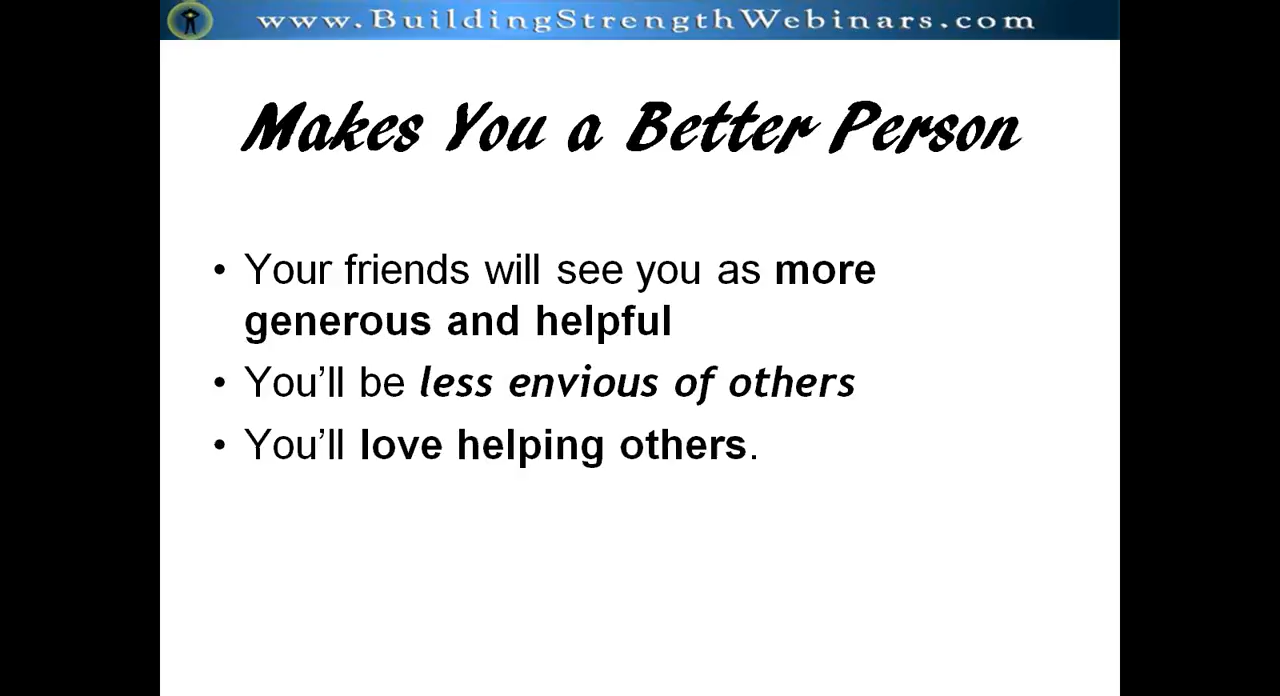 www.BuildingStrengthWebinars.com
Makes You a Better Person
• Your friends will see you as more
generous and helpful
• You’ll be less envious of others
• You’ll love helping others.